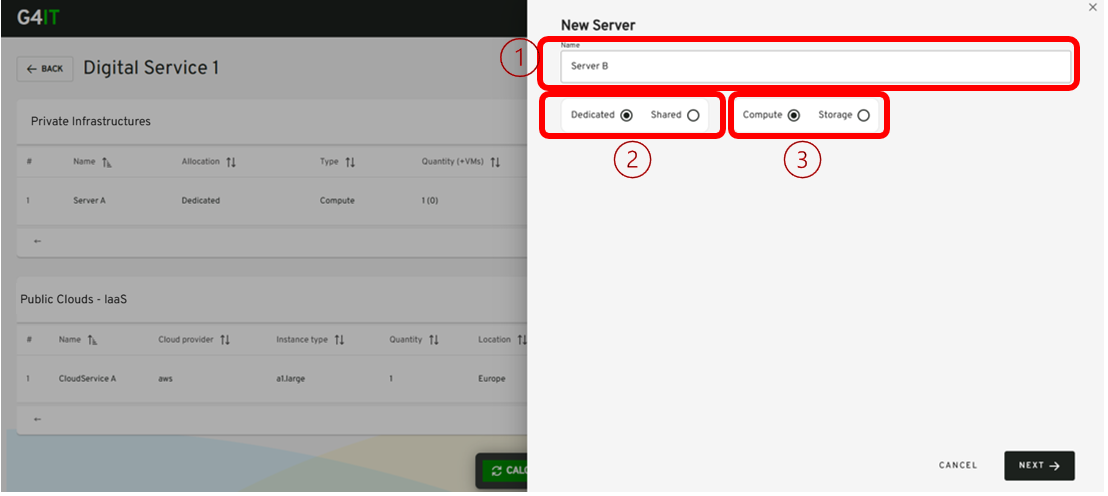 G4IT
← BACK
Digital Service 1
Private Infrastructures
# Name Allocation Type Quantity (+VMs)
1 Server A Dedicated Compute 1 (0)
←
Public Clouds - IaaS
# Name Cloud provider Instance type Quantity Location
1 CloudService A aws a1.large 1 Europe
←
CALC
×
New Server
1
Name
Server B
Dedicated Shared Compute Storage
2 3
CANCEL NEXT →